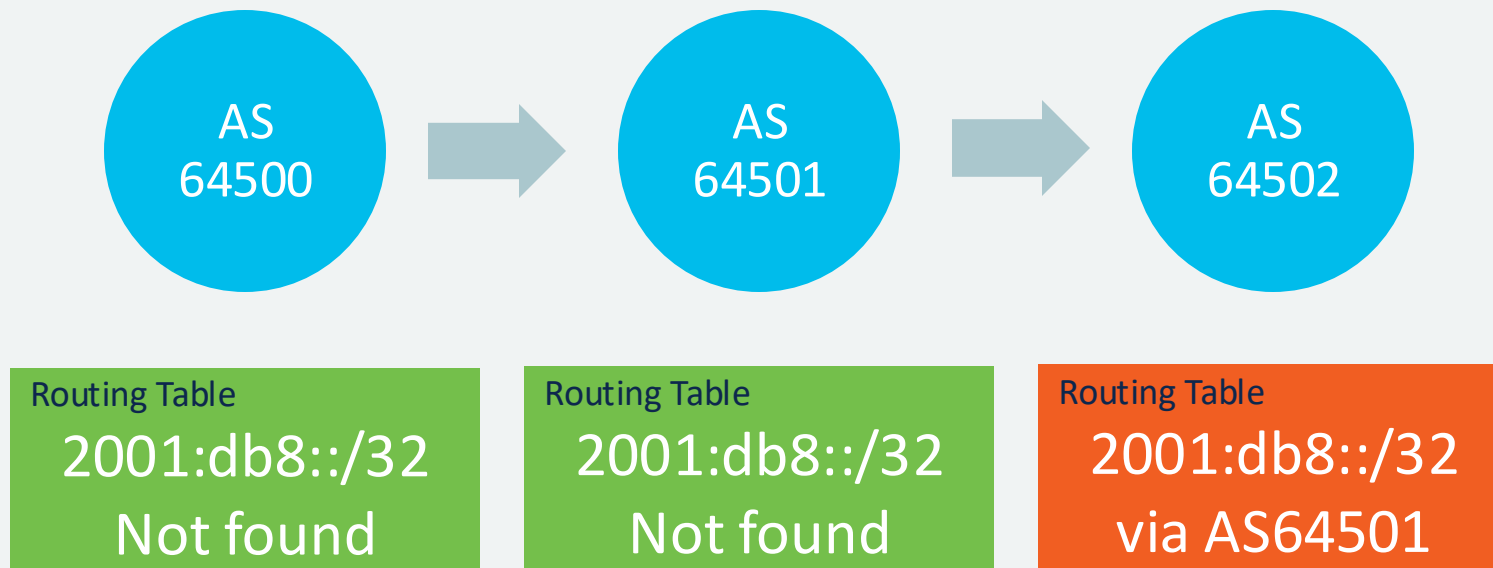 AS
64500
AS
64501
AS
64502
Routing Table
2001:db8::/32
Not found
Routing Table
2001:db8::/32
Not found
Routing Table
2001:db8::/32
via AS64501